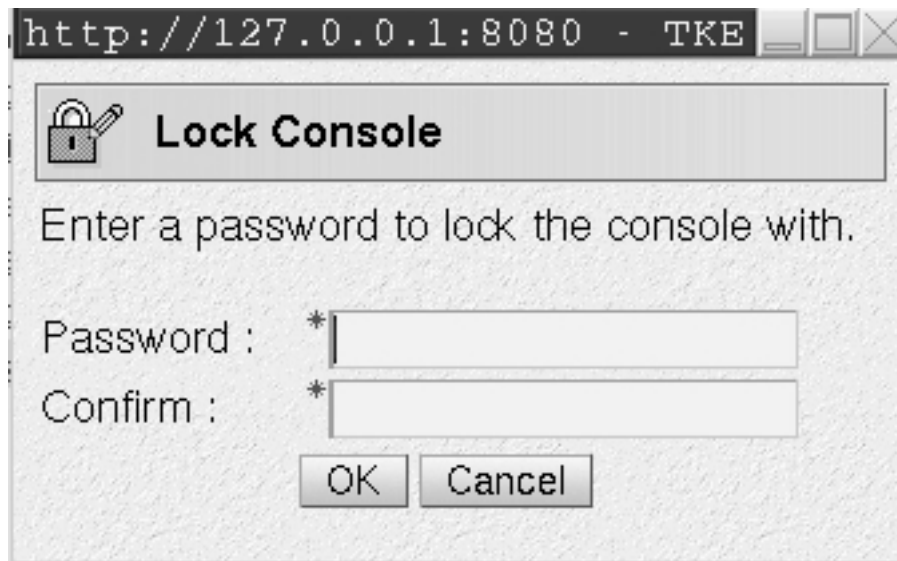 http://127.0.0.1:8080 - TKE
Lock Console
Enter a password to lock the console with.
Password : *
Confirm : *
OK Cancel